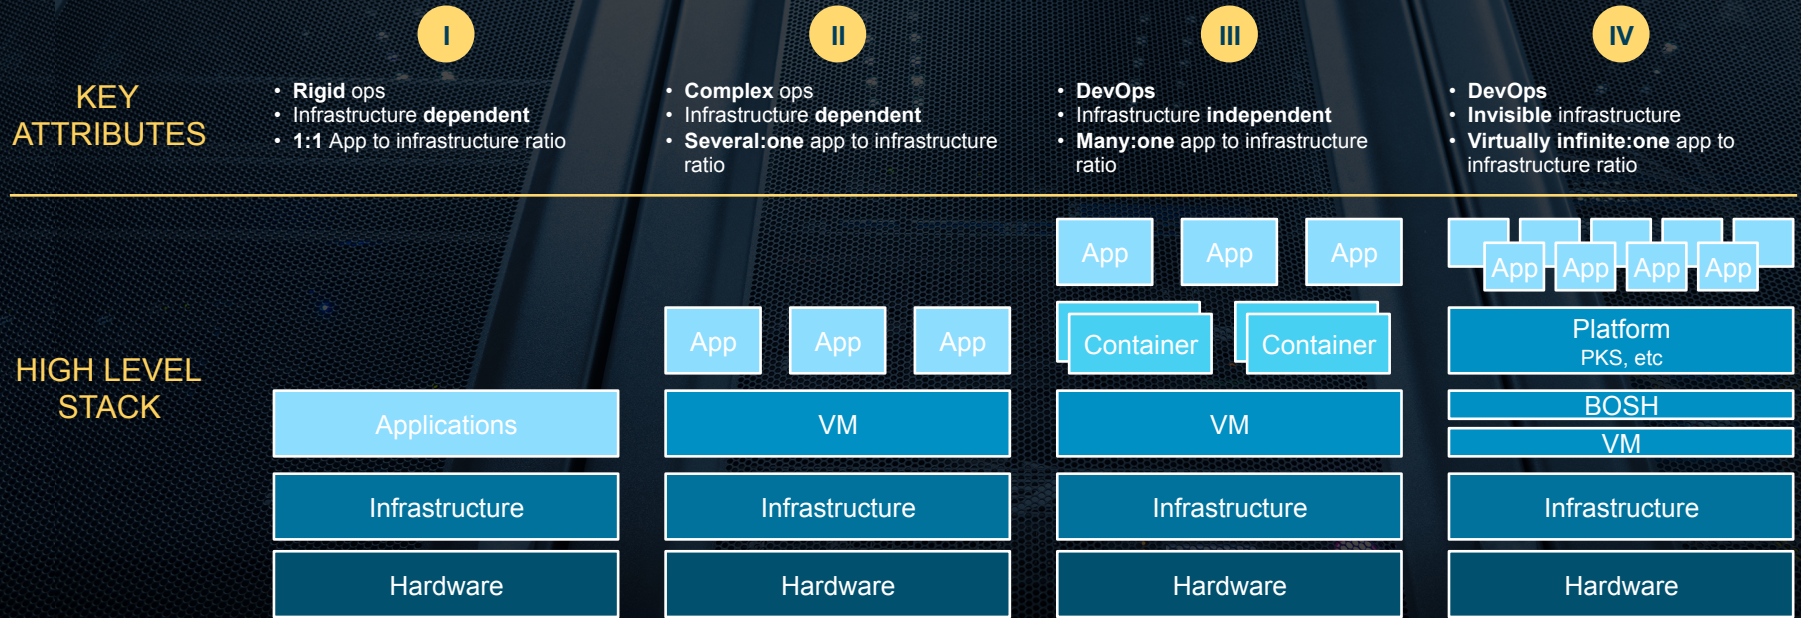 I
II
III
IV
KEY
ATTRIBUTES
• Rigid ops
• Infrastructure dependent
• 1:1 App to infrastructure ratio
• Complex ops
• Infrastructure dependent
• Several:one app to infrastructure
ratio
• DevOps
• Infrastructure independent
• Many:one app to infrastructure
ratio
• DevOps
• Invisible infrastructure
• Virtually infinite:one app to
infrastructure ratio
HIGH LEVEL
STACK
Applications
Infrastructure
Hardware
App App App
VM
Infrastructure
Hardware
App App App
Container Container
VM
Infrastructure
Hardware
App App App App
Platform
PKS, etc
BOSH
VM
Infrastructure
Hardware